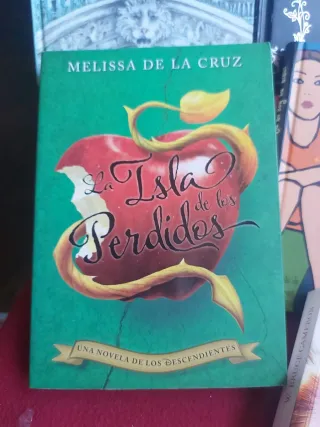 MELISSA DE LA CRUZ
La Isla
de los
Perdidos
UNA NOVELA DE LOS DESCENDIENTES